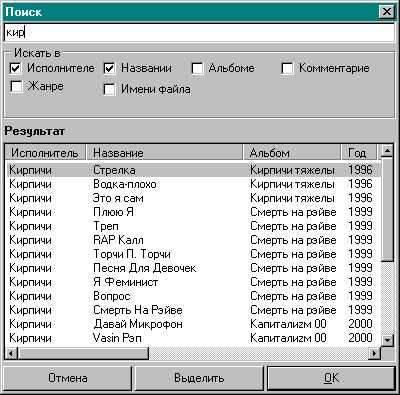 Поиск
кир
Искать в
Исполнителе Названии Альбоме Комментарие
Жанре Имени файла
Результат
Исполнитель Название Альбом Год
Кирпичи Стрелка Кирпичи тяжелы 1996
Кирпичи Водка-плохо Кирпичи тяжелы 1996
Кирпичи Это я сам Кирпичи тяжелы 1996
Кирпичи Плюю Я Смерть на рэйве 1999
Кирпичи Треп Смерть на рэйве 1999
Кирпичи RAP Калл Смерть на рэйве 1999
Кирпичи Торчи П. Торчи Смерть на рэйве 1999
Кирпичи Песня Для Девочек Смерть на рэйве 1999
Кирпичи Я Феминист Смерть на рэйве 1999
Кирпичи Вопрос Смерть на рэйве 1999
Кирпичи Смерть На Рэйве Смерть на рэйве 1999
Кирпичи Давай Микрофон Капитализм 00 2000
Кирпичи Vasin Рэп Капитализм 00 2000
Отмена Выделить OK